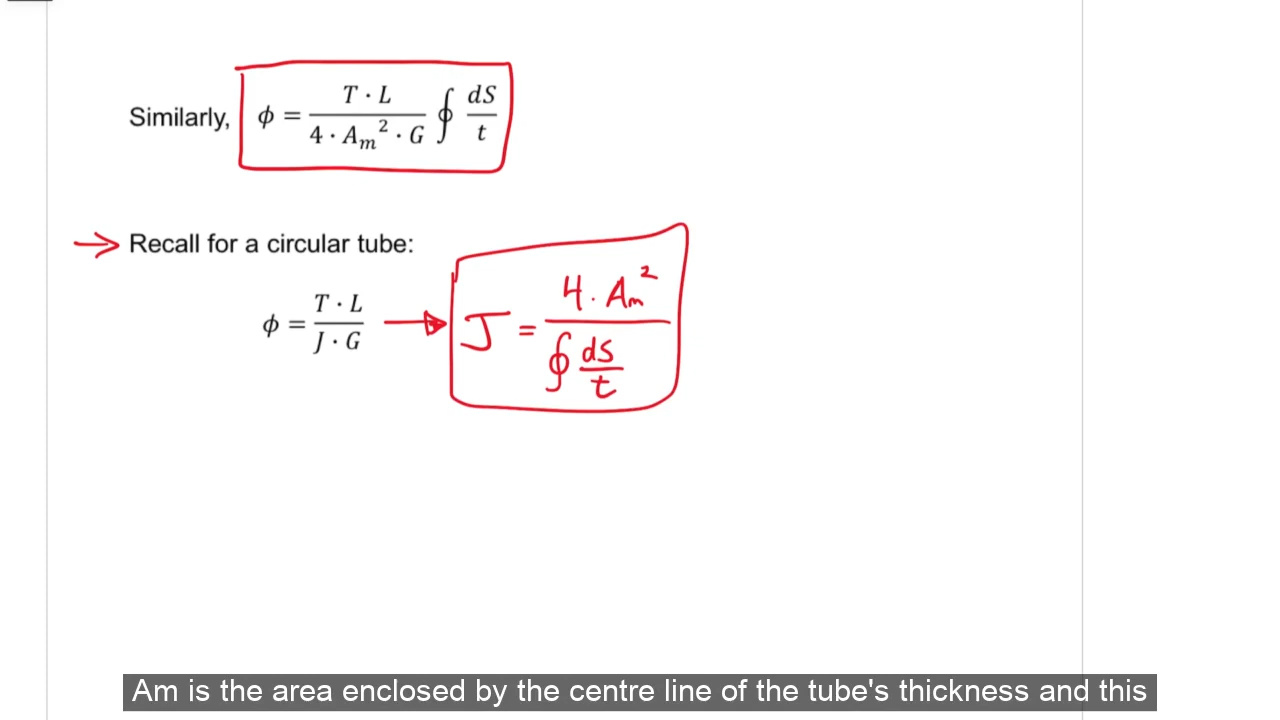 Similarly, ϕ = T · L / 4 · Am² · G ∮ dS / t
Recall for a circular tube:
ϕ = T · L / J · G → J = 4 · Am² / ∮ dS / t
Am is the area enclosed by the centre line of the tube's thickness and this